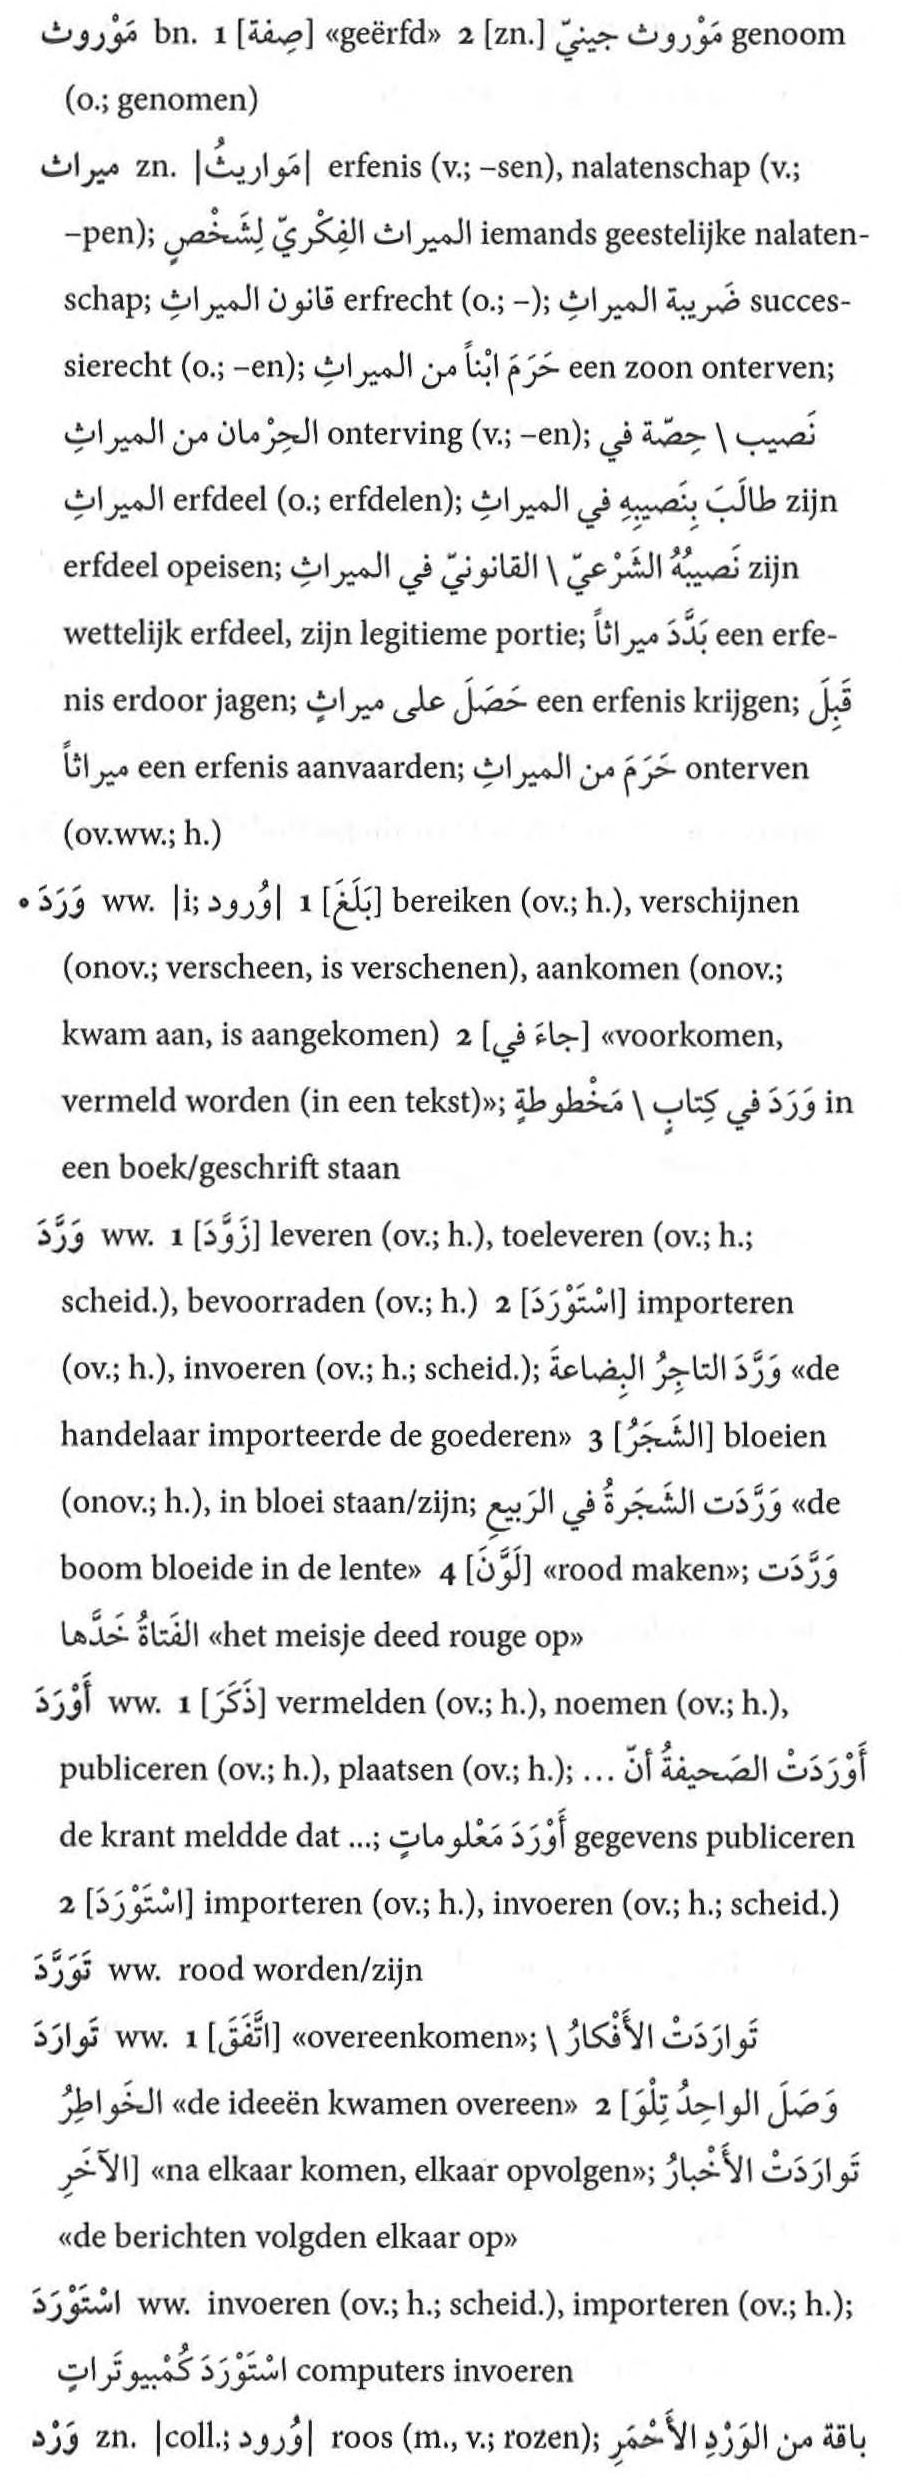 مَوْروث bn. 1 [صِفة] «geërfd» 2 [zn.] مَوْروث جينيّ genoom
(o.; genomen)
ميراث zn. |مَواريثُ| erfenis (v.; –sen), nalatenschap (v.;
–pen); الميراث الفِكْريّ لِشَخْصٍ iemands geestelijke nalaten-
schap; قانون الميراثِ erfrecht (o.; –); ضَريبة الميراثِ succes-
sierecht (o.; –en); حَرَمَ ابْناً من الميراثِ een zoon onterven;
الحِرْمان من الميراثِ onterving (v.; –en); نَصيب \ حِصّة في
الميراثِ erfdeel (o.; erfdelen); طالَبَ بِنَصيبِهِ في الميراثِ zijn
erfdeel opeisen; نَصيبُهُ الشَرْعيّ \ القانونيّ في الميراثِ zijn
wettelijk erfdeel, zijn legitieme portie; بَدَّدَ ميراثاً een erfe-
nis erdoor jagen; حَصَلَ على ميراثٍ een erfenis krijgen; قَبِلَ
ميراثاً een erfenis aanvaarden; حَرَمَ من الميراثِ onterven
(ov.ww.; h.)
• وَرَدَ ww. |i; وُرود| 1 [بَلَغَ] bereiken (ov.; h.), verschijnen
(onov.; verscheen, is verschenen), aankomen (onov.;
kwam aan, is aangekomen) 2 [جاءَ في] «voorkomen,
vermeld worden (in een tekst)»; وَرَدَ في كِتابٍ \ مَخْطوطةٍ in
een boek/geschrift staan
وَرَّدَ ww. 1 [زَوَّدَ] leveren (ov.; h.), toeleveren (ov.; h.;
scheid.), bevoorraden (ov.; h.) 2 [اسْتَوْرَدَ] importeren
(ov.; h.), invoeren (ov.; h.; scheid.); وَرَّدَ التاجِرُ البِضاعةَ «de
handelaar importeerde de goederen» 3 [الشَجَرُ] bloeien
(onov.; h.), in bloei staan/zijn; وَرَّدَت الشَجَرةُ في الرَبيعِ «de
boom bloeide in de lente» 4 [لَوَّنَ] «rood maken»; وَرَّدَت
الفَتاةُ خَدَّها «het meisje deed rouge op»
أَوْرَدَ ww. 1 [ذَكَرَ] vermelden (ov.; h.), noemen (ov.; h.),
publiceren (ov.; h.), plaatsen (ov.; h.); أَوْرَدَتْ الصَحيفةُ أنّ ...
de krant meldde dat ...; أَوْرَدَ مَعْلوماتٍ gegevens publiceren
2 [اسْتَوْرَدَ] importeren (ov.; h.), invoeren (ov.; h.; scheid.)
تَوَرَّدَ ww. rood worden/zijn
تَوارَدَ ww. 1 [اتَّفَقَ] «overeenkomen»; تَوارَدَتْ الأَفْكارُ \
الخَواطِرُ «de ideeën kwamen overeen» 2 [وَصَلَ الواحِدُ تِلْوَ
الآخَرِ] «na elkaar komen, elkaar opvolgen»; تَوارَدَتْ الأَخْبارُ
«de berichten volgden elkaar op»
اسْتَوْرَدَ ww. invoeren (ov.; h.; scheid.), importeren (ov.; h.);
اسْتَوْرَدَ كُمْبيوتَراتٍ computers invoeren
وَرْد zn. |coll.; وُرود| roos (m., v.; rozen); باقة من الوَرْدِ الأَحْمَرِ